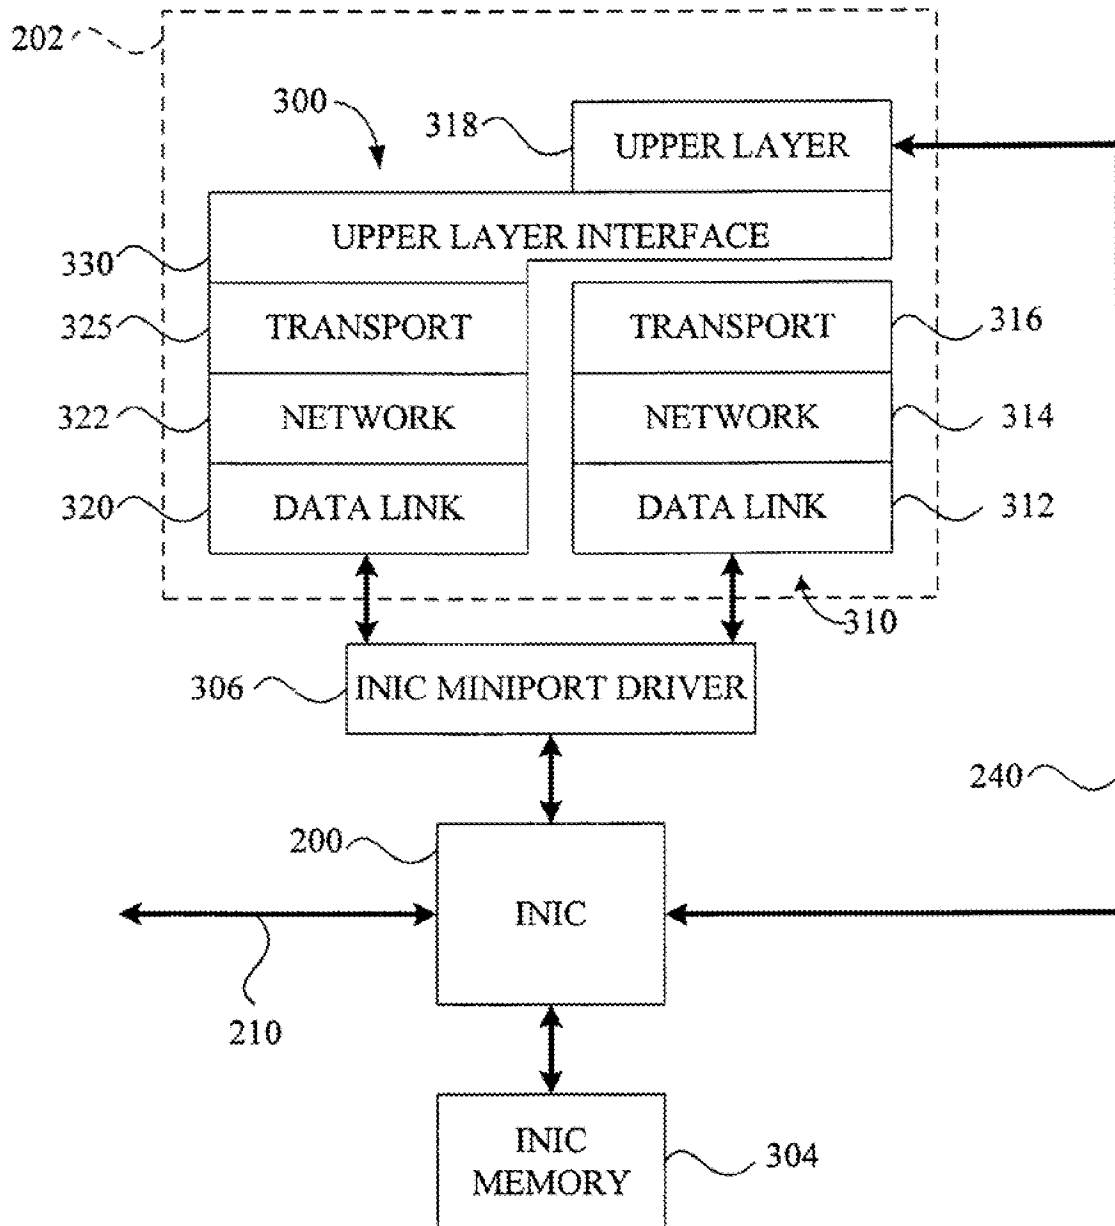 202
300
318
UPPER LAYER
UPPER LAYER INTERFACE
330
325
TRANSPORT
TRANSPORT
316
322
NETWORK
NETWORK
314
320
DATA LINK
DATA LINK
312
310
306
INIC MINIPORT DRIVER
240
200
INIC
210
INIC
MEMORY
304